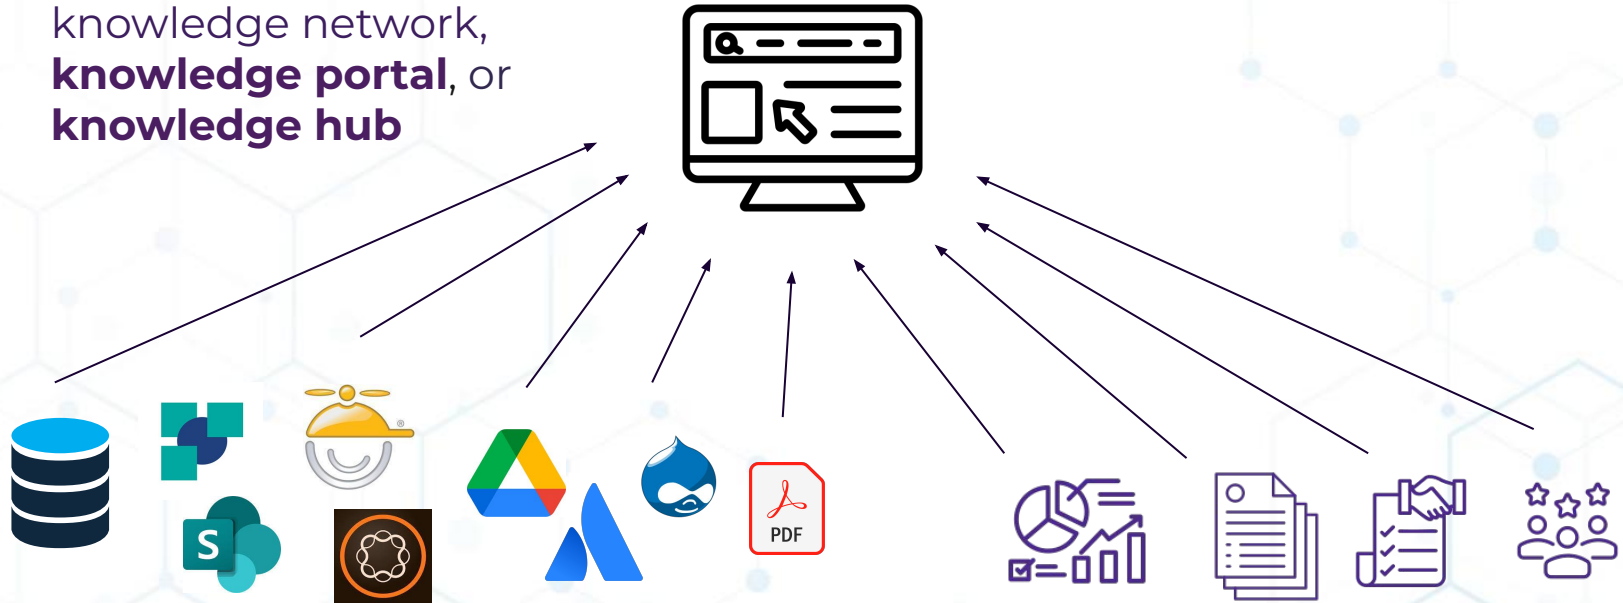 knowledge network,
knowledge portal, or
knowledge hub
S
®
PDF